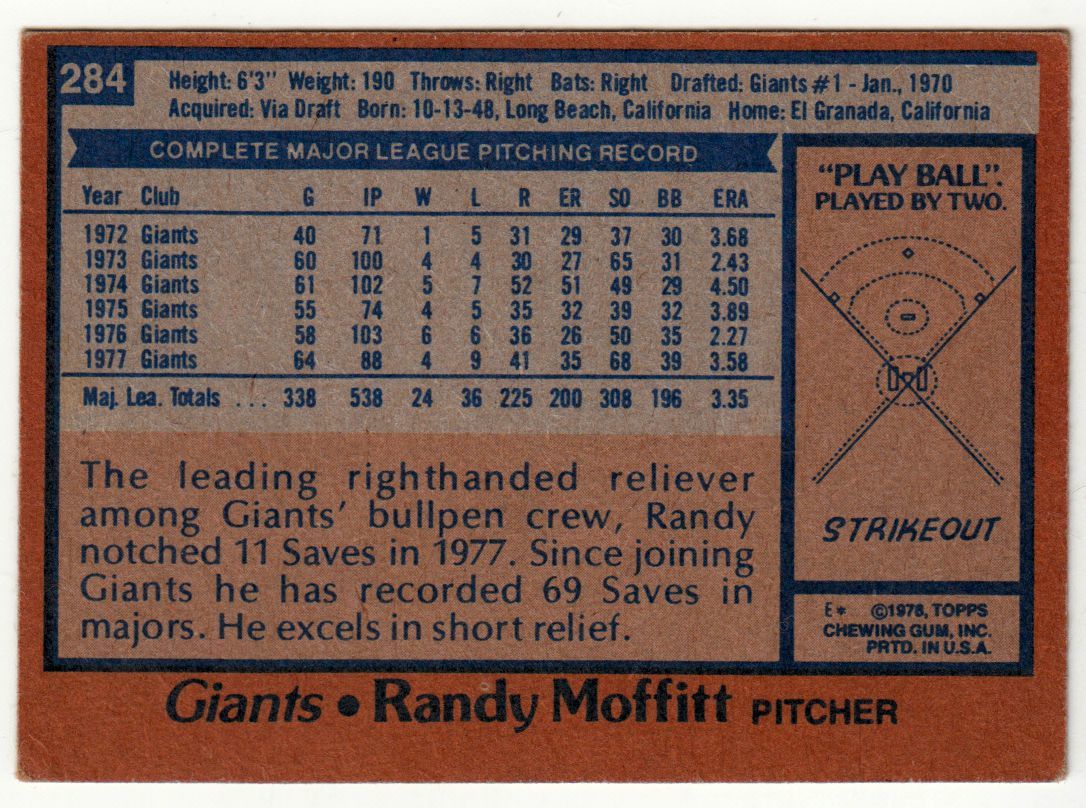 284
Height: 6'3" Weight: 190 Throws: Right Bats: Right Drafted: Giants #1 - Jan., 1970
Acquired: Via Draft Born: 10-13-48, Long Beach, California Home: El Granada, California
COMPLETE MAJOR LEAGUE PITCHING RECORD
Year Club G IP W L R ER SO BB ERA
1972 Giants 40 71 1 5 31 29 37 30 3.68
1973 Giants 60 100 4 4 30 27 65 31 2.43
1974 Giants 61 102 5 7 52 51 49 29 4.50
1975 Giants 55 74 4 5 35 32 39 32 3.89
1976 Giants 58 103 6 6 36 26 50 35 2.27
1977 Giants 64 88 4 9 41 35 68 39 3.58
Maj. Lea. Totals . . . 338 538 24 36 225 200 308 196 3.35
The leading righthanded reliever
among Giants' bullpen crew, Randy
notched 11 Saves in 1977. Since joining
Giants he has recorded 69 Saves in
majors. He excels in short relief.
"PLAY BALL".
PLAYED BY TWO.
STRIKEOUT
E* ©1978, TOPPS
CHEWING GUM, INC.
PRTD. IN U.S.A.
Giants • Randy Moffitt PITCHER